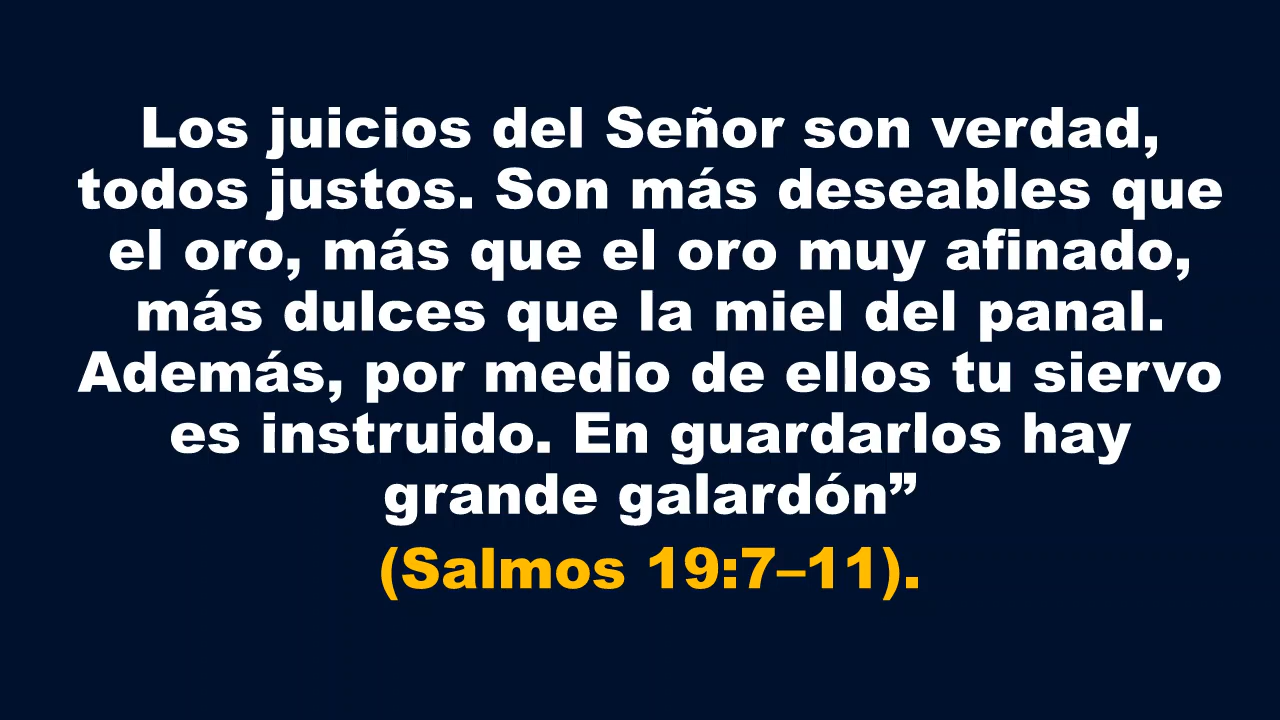 Los juicios del Señor son verdad,
todos justos. Son más deseables que
el oro, más que el oro muy afinado,
más dulces que la miel del panal.
Además, por medio de ellos tu siervo
es instruido. En guardarlos hay
grande galardón”
(Salmos 19:7–11).